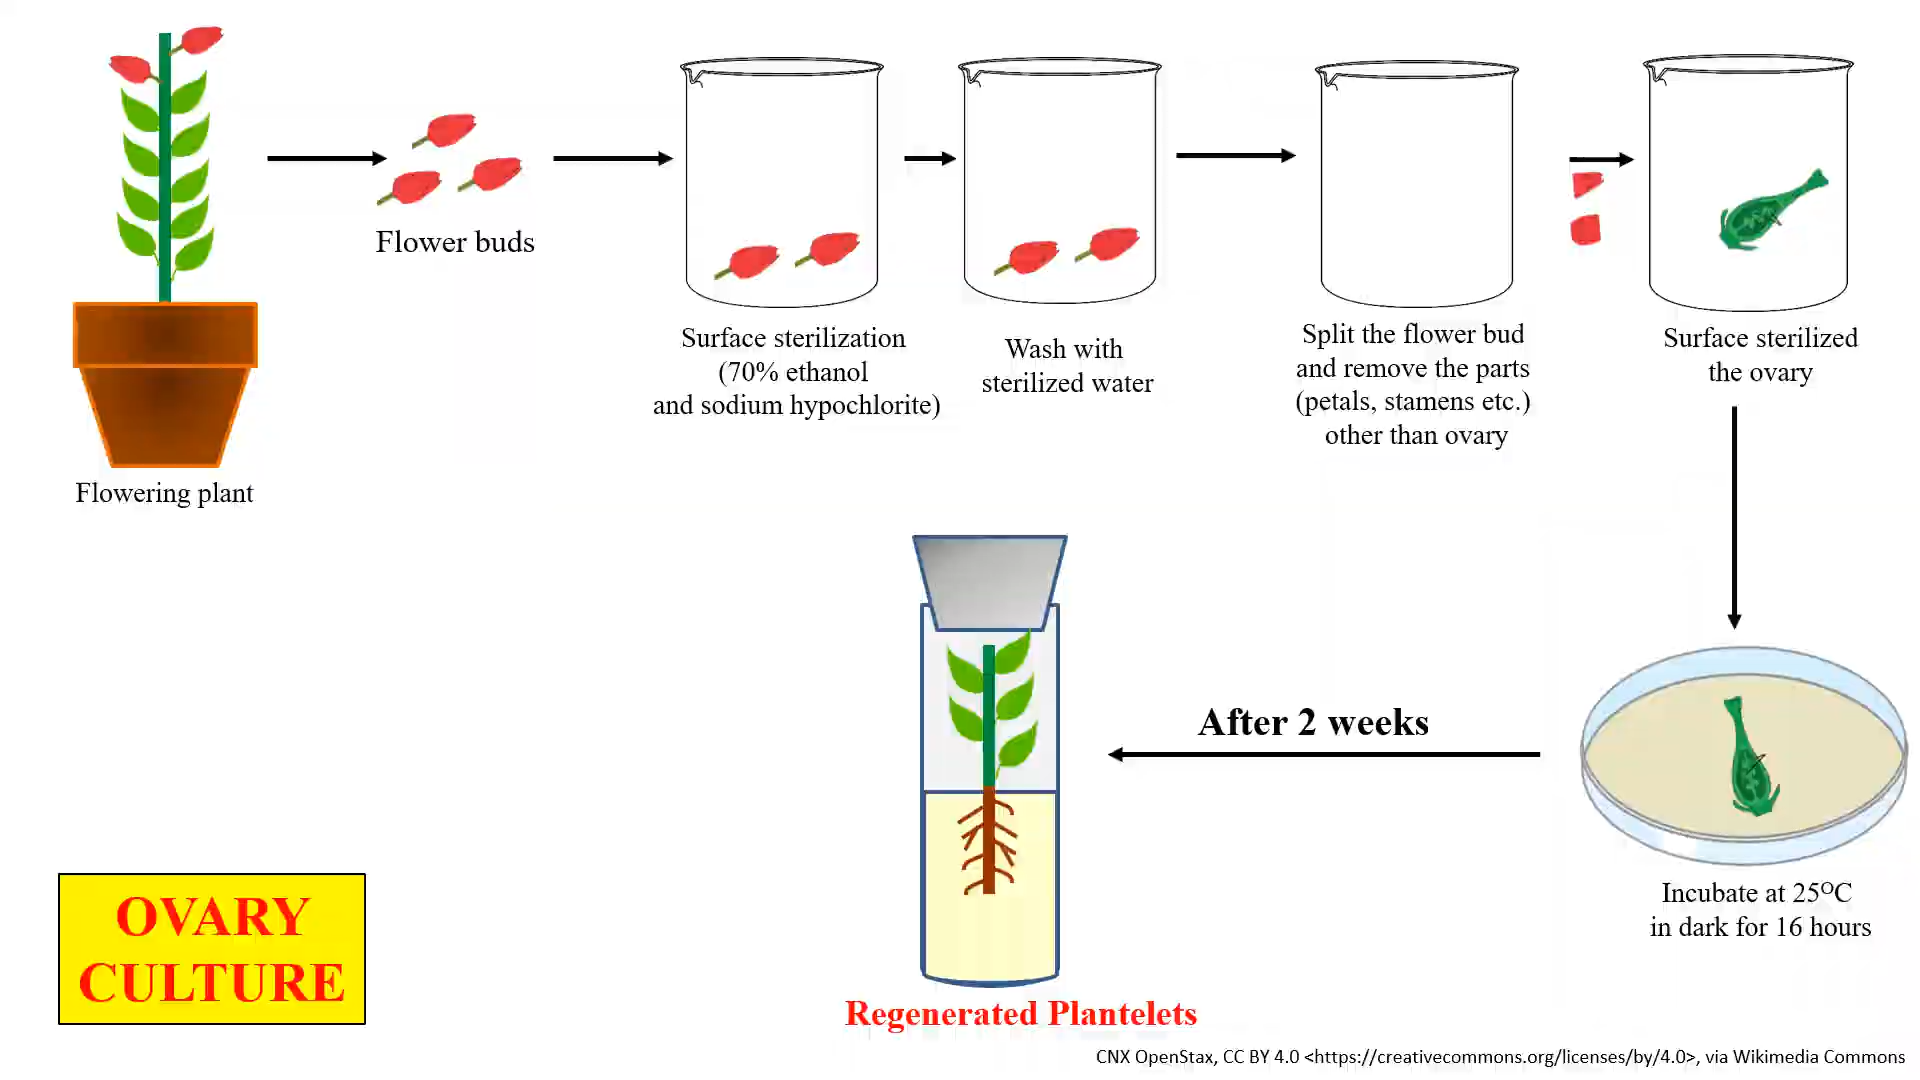 Flowering plant
Flower buds
Surface sterilization
(70% ethanol
and sodium hypochlorite)
Wash with
sterilized water
Split the flower bud
and remove the parts
(petals, stamens etc.)
other than ovary
Surface sterilized
the ovary
Incubate at 25°C
in dark for 16 hours
After 2 weeks
Regenerated Plantelets
OVARY
CULTURE
CNX OpenStax, CC BY 4.0 <https://creativecommons.org/licenses/by/4.0>, via Wikimedia Commons